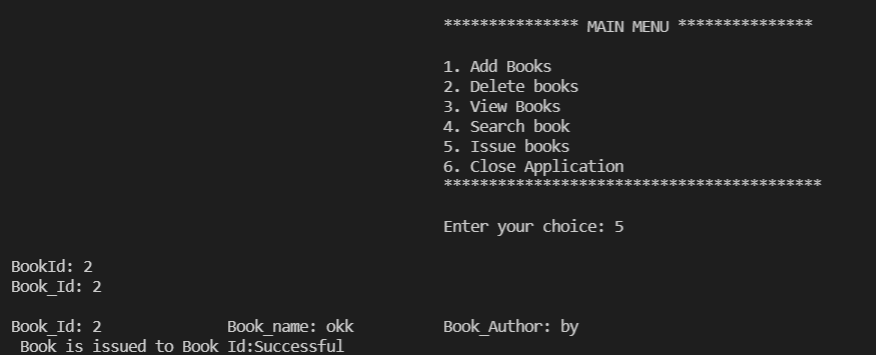 *************** MAIN MENU ***************
1. Add Books
2. Delete books
3. View Books
4. Search book
5. Issue books
6. Close Application
******************************************
Enter your choice: 5
BookId: 2
Book_Id: 2
Book_Id: 2 Book_name: okk Book_Author: by
Book is issued to Book Id:Successful